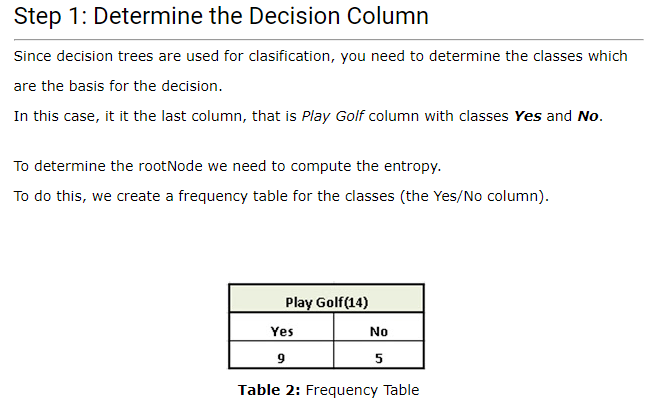 Step 1: Determine the Decision Column
Since decision trees are used for clasification, you need to determine the classes which
are the basis for the decision.
In this case, it it the last column, that is Play Golf column with classes Yes and No.
To determine the rootNode we need to compute the entropy.
To do this, we create a frequency table for the classes (the Yes/No column).
Play Golf(14)
Yes No
9 5
Table 2: Frequency Table